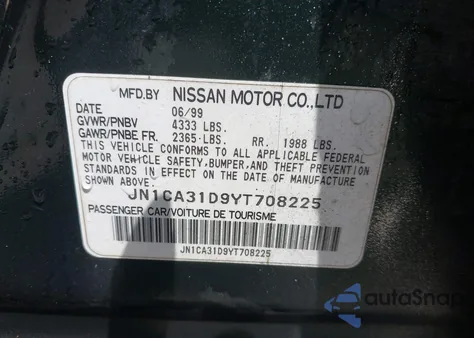 MFD.BY NISSAN MOTOR CO.,LTD
DATE 06/99
GVWR/PNBV 4333 LBS.
GAWR/PNBE FR. 2365 LBS. RR. 1988 LBS.
THIS VEHICLE CONFORMS TO ALL APPLICABLE FEDERAL
MOTOR VEHICLE SAFETY, BUMPER, AND THEFT PREVENTION
STANDARDS IN EFFECT ON THE DATE OF MANUFACTURE
SHOWN ABOVE.
JN1CA31D9YT708225
PASSENGER CAR/VOITURE DE TOURISME
JN1CA31D9YT708225
autoSnap